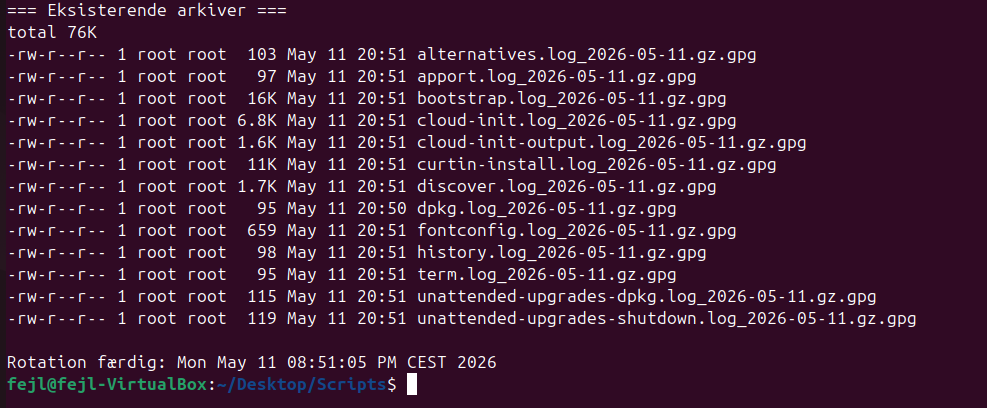 === Eksisterende arkiver ===
total 76K
-rw-r--r-- 1 root root  103 May 11 20:51 alternatives.log_2026-05-11.gz.gpg
-rw-r--r-- 1 root root   97 May 11 20:51 apport.log_2026-05-11.gz.gpg
-rw-r--r-- 1 root root  16K May 11 20:51 bootstrap.log_2026-05-11.gz.gpg
-rw-r--r-- 1 root root 6.8K May 11 20:51 cloud-init.log_2026-05-11.gz.gpg
-rw-r--r-- 1 root root 1.6K May 11 20:51 cloud-init-output.log_2026-05-11.gz.gpg
-rw-r--r-- 1 root root  11K May 11 20:51 curtin-install.log_2026-05-11.gz.gpg
-rw-r--r-- 1 root root 1.7K May 11 20:51 discover.log_2026-05-11.gz.gpg
-rw-r--r-- 1 root root   95 May 11 20:50 dpkg.log_2026-05-11.gz.gpg
-rw-r--r-- 1 root root  659 May 11 20:51 fontconfig.log_2026-05-11.gz.gpg
-rw-r--r-- 1 root root   98 May 11 20:51 history.log_2026-05-11.gz.gpg
-rw-r--r-- 1 root root   95 May 11 20:51 term.log_2026-05-11.gz.gpg
-rw-r--r-- 1 root root  115 May 11 20:51 unattended-upgrades-dpkg.log_2026-05-11.gz.gpg
-rw-r--r-- 1 root root  119 May 11 20:51 unattended-upgrades-shutdown.log_2026-05-11.gz.gpg

Rotation færdig: Mon May 11 08:51:05 PM CEST 2026
fejl@fejl-VirtualBox:~/Desktop/Scripts$